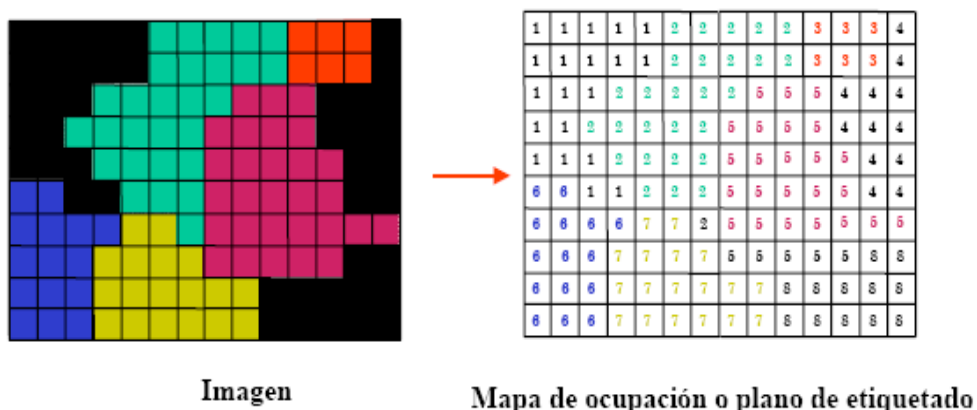 1 1 1 1 1 2 2 2 2 2 3 3 3 4
1 1 1 1 1 2 2 2 2 2 3 3 3 4
1 1 1 2 2 2 2 2 5 5 5 4 4 4
1 1 2 2 2 2 2 5 5 5 5 4 4 4
1 1 1 2 2 2 2 5 5 5 5 5 4 4
6 6 1 1 2 2 2 5 5 5 5 5 4 4
6 6 6 6 7 7 2 5 5 5 5 5 5 5
6 6 6 7 7 7 7 5 5 5 5 5 8 8
6 6 6 7 7 7 7 7 7 8 8 8 8 8
6 6 6 7 7 7 7 7 7 8 8 8 8 8
Imagen
Mapa de ocupación o plano de etiquetado